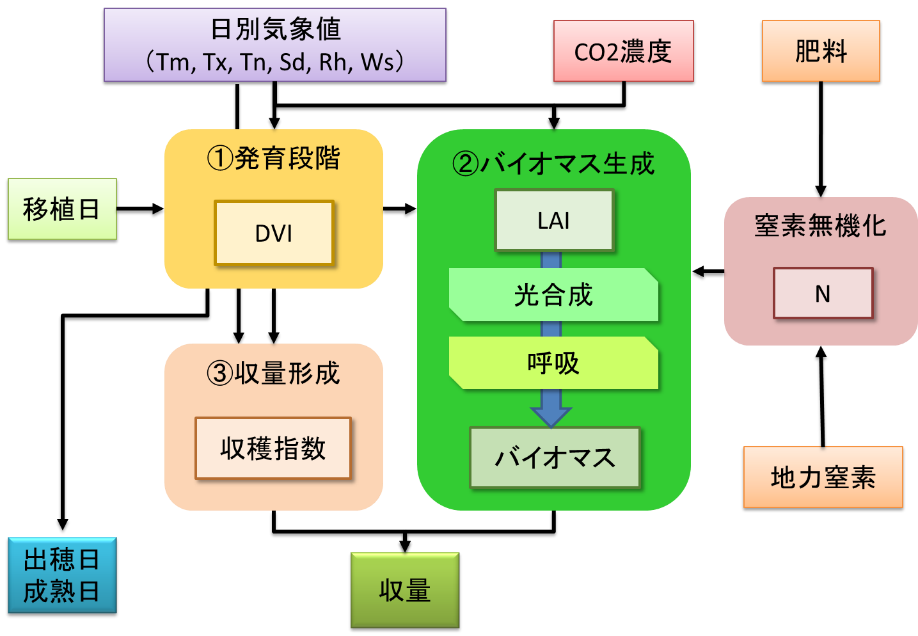 日別気象値
（Tm, Tx, Tn, Sd, Rh, Ws）
CO2濃度
肥料
①発育段階
②バイオマス生成
移植日
DVI
LAI
窒素無機化
光合成
N
呼吸
③収量形成
収穫指数
バイオマス
地力窒素
出穂日
成熟日
収量